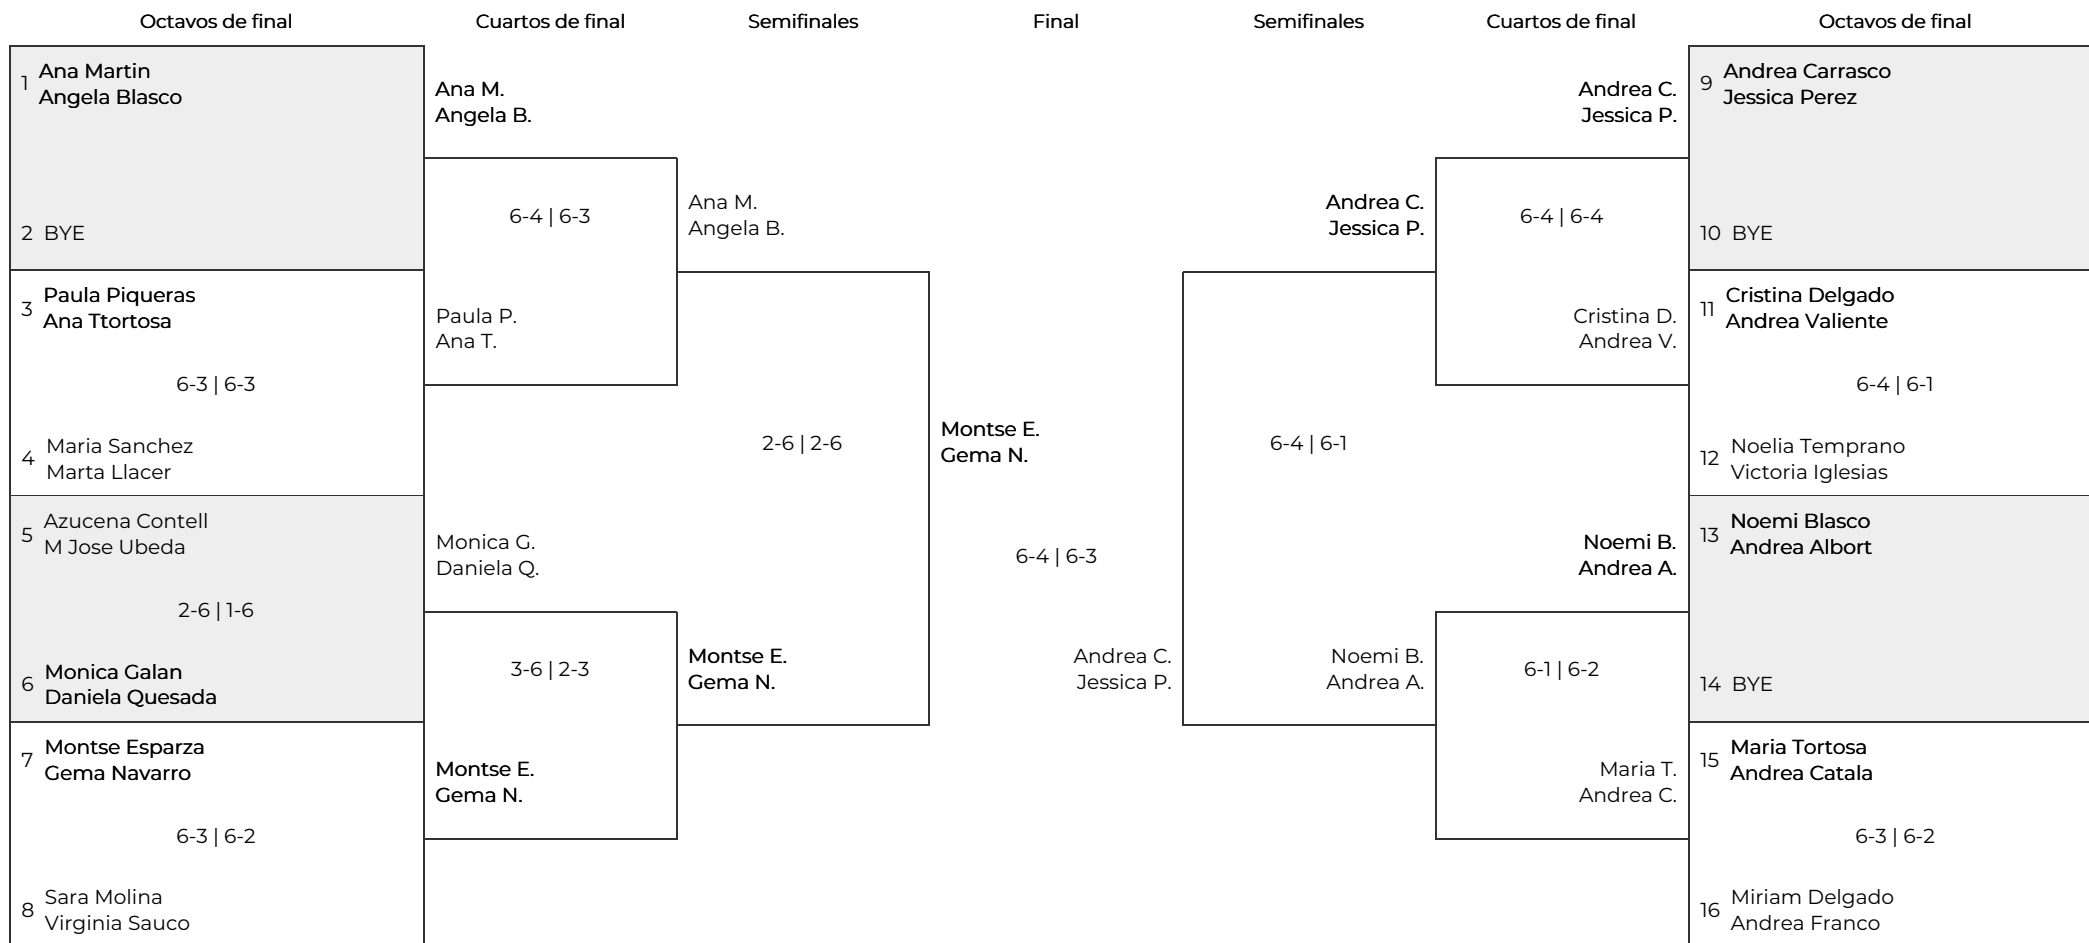 Octavos de final
Cuartos de final
Semifinales
Final
Semifinales
Cuartos de final
Octavos de final
1
Ana Martin
Angela Blasco
2 BYE
3
Paula Piqueras
Ana Ttortosa
6-3 | 6-3
4
Maria Sanchez
Marta Llacer
5
Azucena Contell
M Jose Ubeda
2-6 | 1-6
6
Monica Galan
Daniela Quesada
7
Montse Esparza
Gema Navarro
6-3 | 6-2
8
Sara Molina
Virginia Sauco
Ana M.
Angela B.
6-4 | 6-3
Paula P.
Ana T.
Monica G.
Daniela Q.
3-6 | 2-3
Montse E.
Gema N.
Ana M.
Angela B.
2-6 | 2-6
Montse E.
Gema N.
Montse E.
Gema N.
6-4 | 6-3
Andrea C.
Jessica P.
Andrea C.
Jessica P.
6-4 | 6-1
Noemi B.
Andrea A.
Andrea C.
Jessica P.
6-4 | 6-4
Cristina D.
Andrea V.
Noemi B.
Andrea A.
6-1 | 6-2
Maria T.
Andrea C.
9
Andrea Carrasco
Jessica Perez
10 BYE
11
Cristina Delgado
Andrea Valiente
6-4 | 6-1
12
Noelia Temprano
Victoria Iglesias
13
Noemi Blasco
Andrea Albort
14 BYE
15
Maria Tortosa
Andrea Catala
6-3 | 6-2
16
Miriam Delgado
Andrea Franco